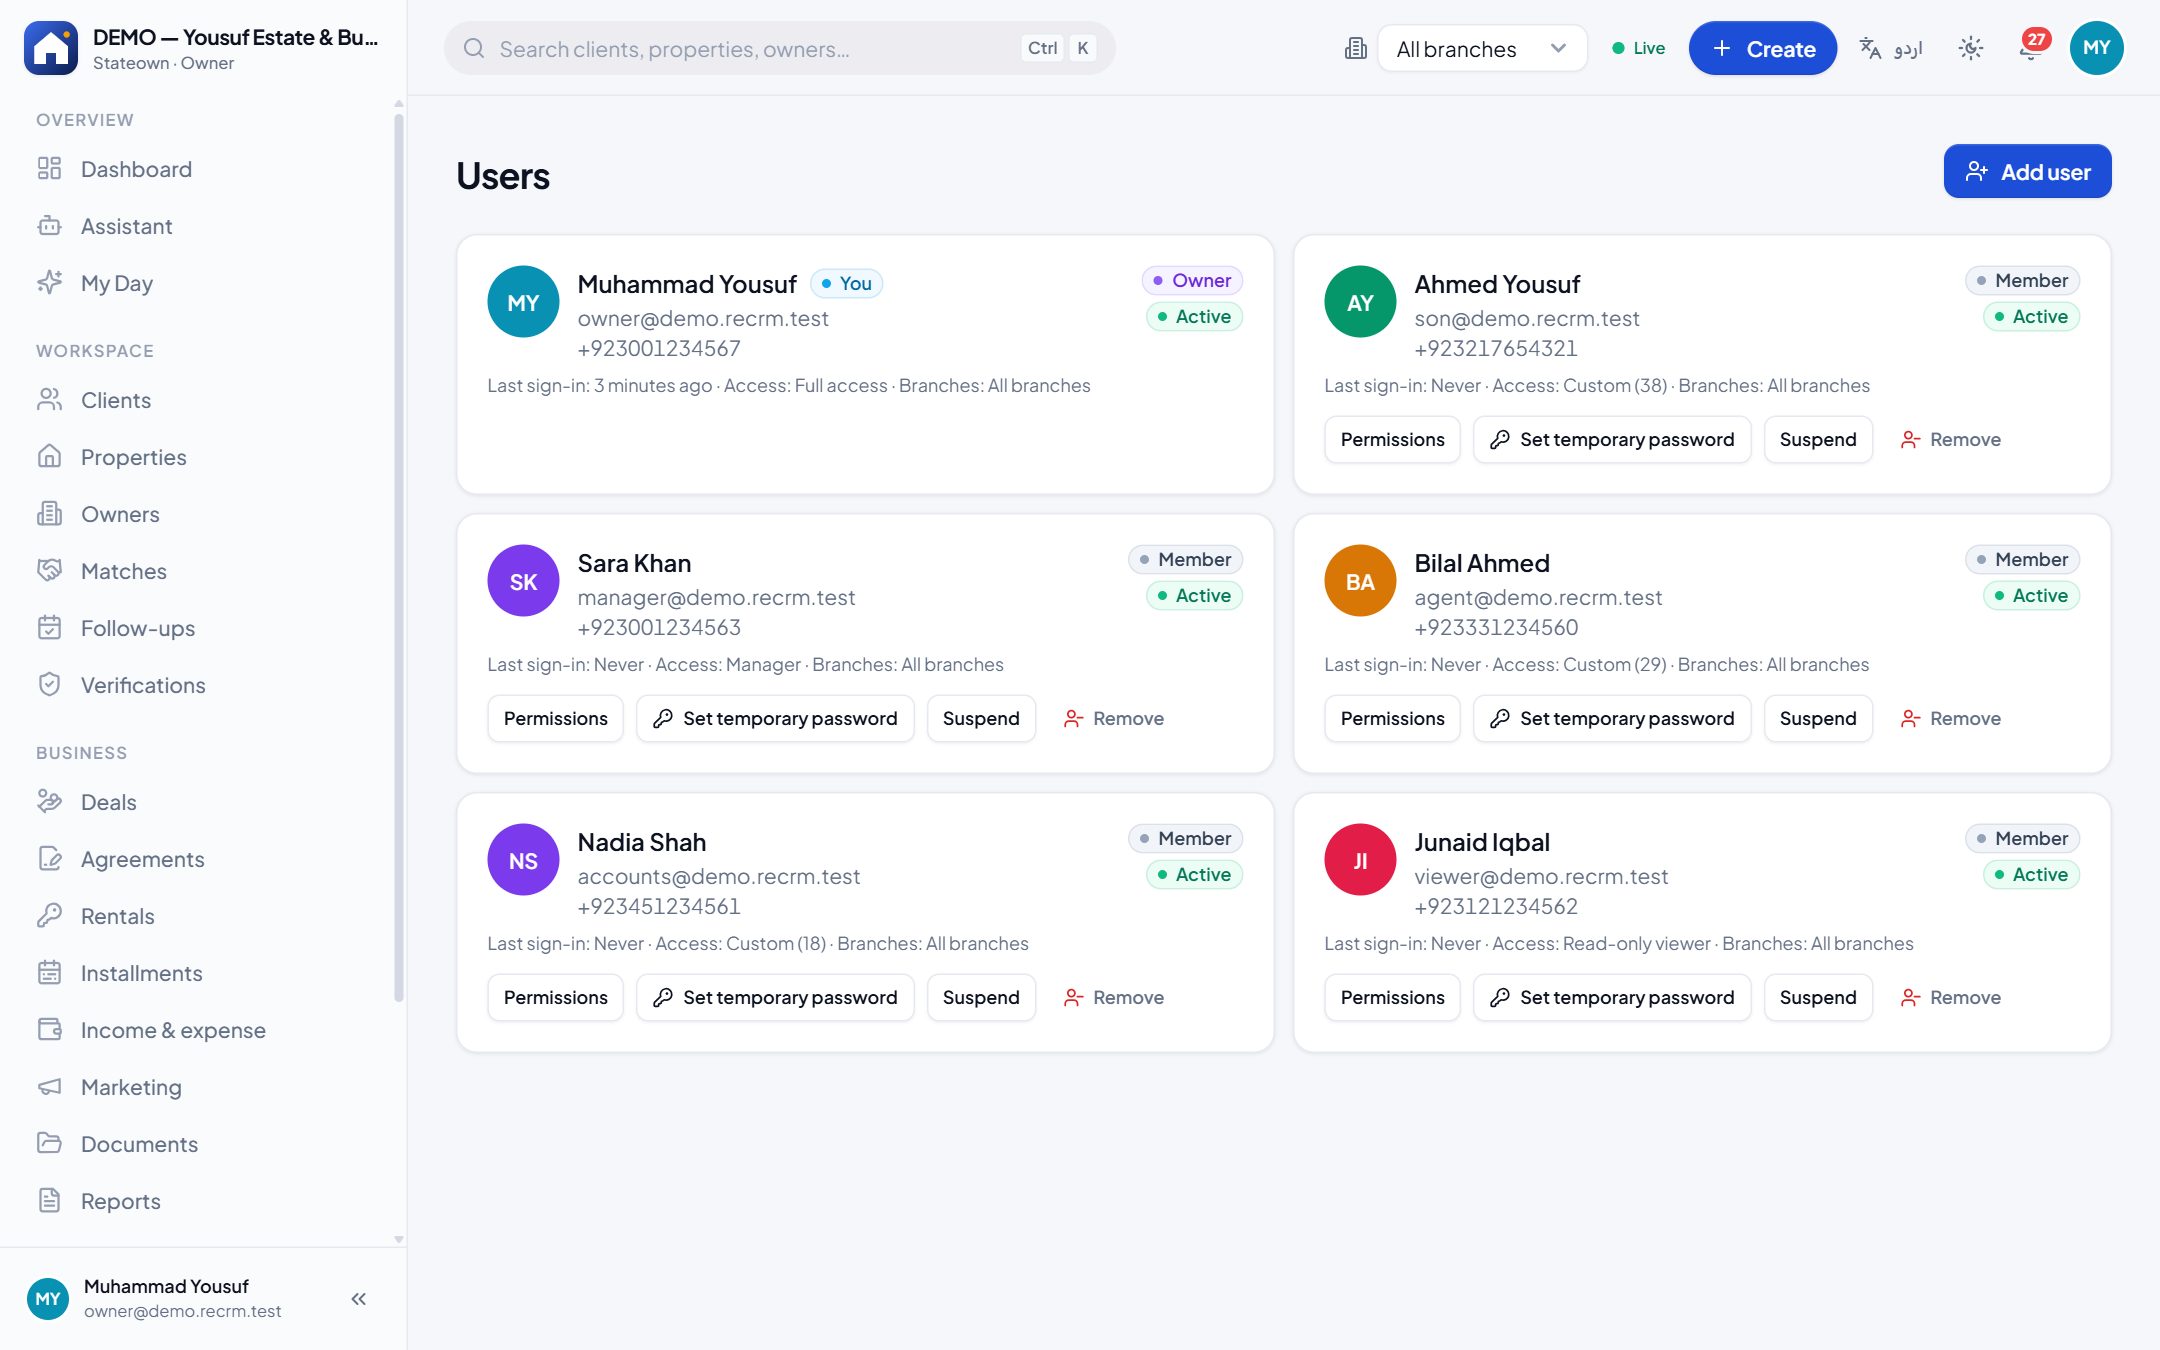 DEMO — Yousuf Estate & Bu...
Stateown · Owner
Search clients, properties, owners...
Ctrl K
All branches
Live
Create
اردو
27
MY
OVERVIEW
Dashboard
Assistant
My Day
WORKSPACE
Clients
Properties
Owners
Matches
Follow-ups
Verifications
BUSINESS
Deals
Agreements
Rentals
Installments
Income & expense
Marketing
Documents
Reports
MY
Muhammad Yousuf
owner@demo.recrm.test
Users
Add user
MY
Muhammad Yousuf
You
Owner
owner@demo.recrm.test
Active
+923001234567
Last sign-in: 3 minutes ago · Access: Full access · Branches: All branches
AY
Ahmed Yousuf
Member
son@demo.recrm.test
Active
+923217654321
Last sign-in: Never · Access: Custom (38) · Branches: All branches
Permissions
Set temporary password
Suspend
Remove
SK
Sara Khan
Member
manager@demo.recrm.test
Active
+923001234563
Last sign-in: Never · Access: Manager · Branches: All branches
Permissions
Set temporary password
Suspend
Remove
BA
Bilal Ahmed
Member
agent@demo.recrm.test
Active
+923331234560
Last sign-in: Never · Access: Custom (29) · Branches: All branches
Permissions
Set temporary password
Suspend
Remove
NS
Nadia Shah
Member
accounts@demo.recrm.test
Active
+923451234561
Last sign-in: Never · Access: Custom (18) · Branches: All branches
Permissions
Set temporary password
Suspend
Remove
JI
Junaid Iqbal
Member
viewer@demo.recrm.test
Active
+923121234562
Last sign-in: Never · Access: Read-only viewer · Branches: All branches
Permissions
Set temporary password
Suspend
Remove